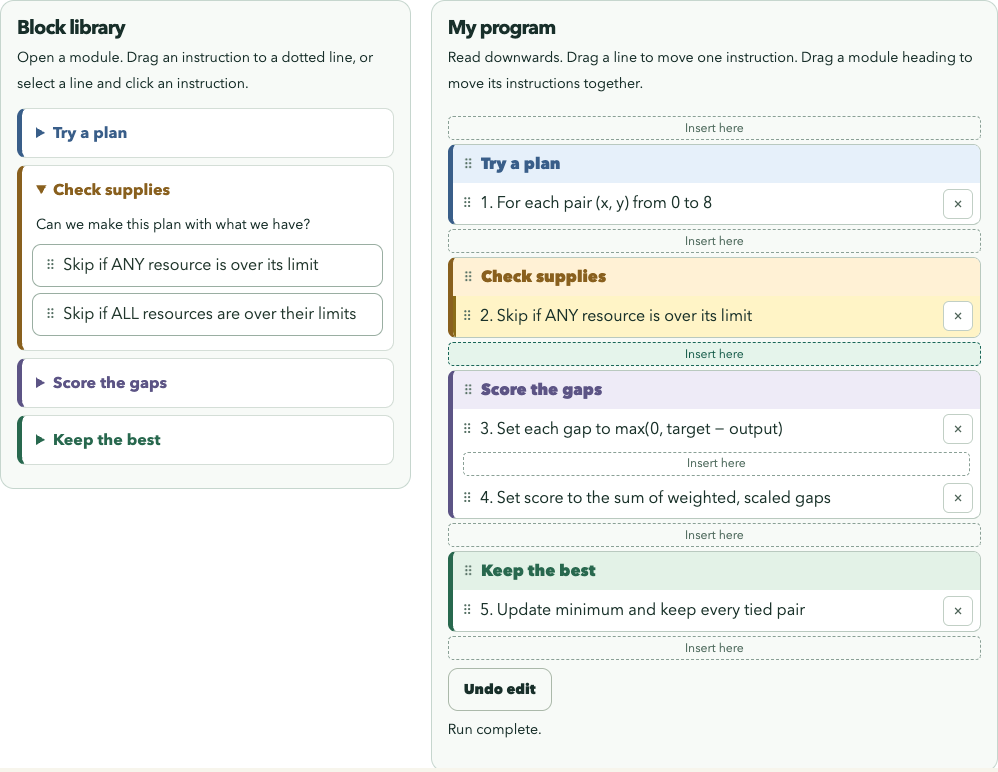 Block library
Open a module. Drag an instruction to a dotted line, or
select a line and click an instruction.
Try a plan
Check supplies
Can we make this plan with what we have?
Skip if ANY resource is over its limit
Skip if ALL resources are over their limits
Score the gaps
Keep the best
My program
Read downwards. Drag a line to move one instruction. Drag a module heading to
move its instructions together.
Insert here
Try a plan
1. For each pair (x, y) from 0 to 8 ×
Insert here
Check supplies
2. Skip if ANY resource is over its limit ×
Insert here
Score the gaps
3. Set each gap to max(0, target − output) ×
Insert here
4. Set score to the sum of weighted, scaled gaps ×
Insert here
Keep the best
5. Update minimum and keep every tied pair ×
Insert here
Undo edit
Run complete.